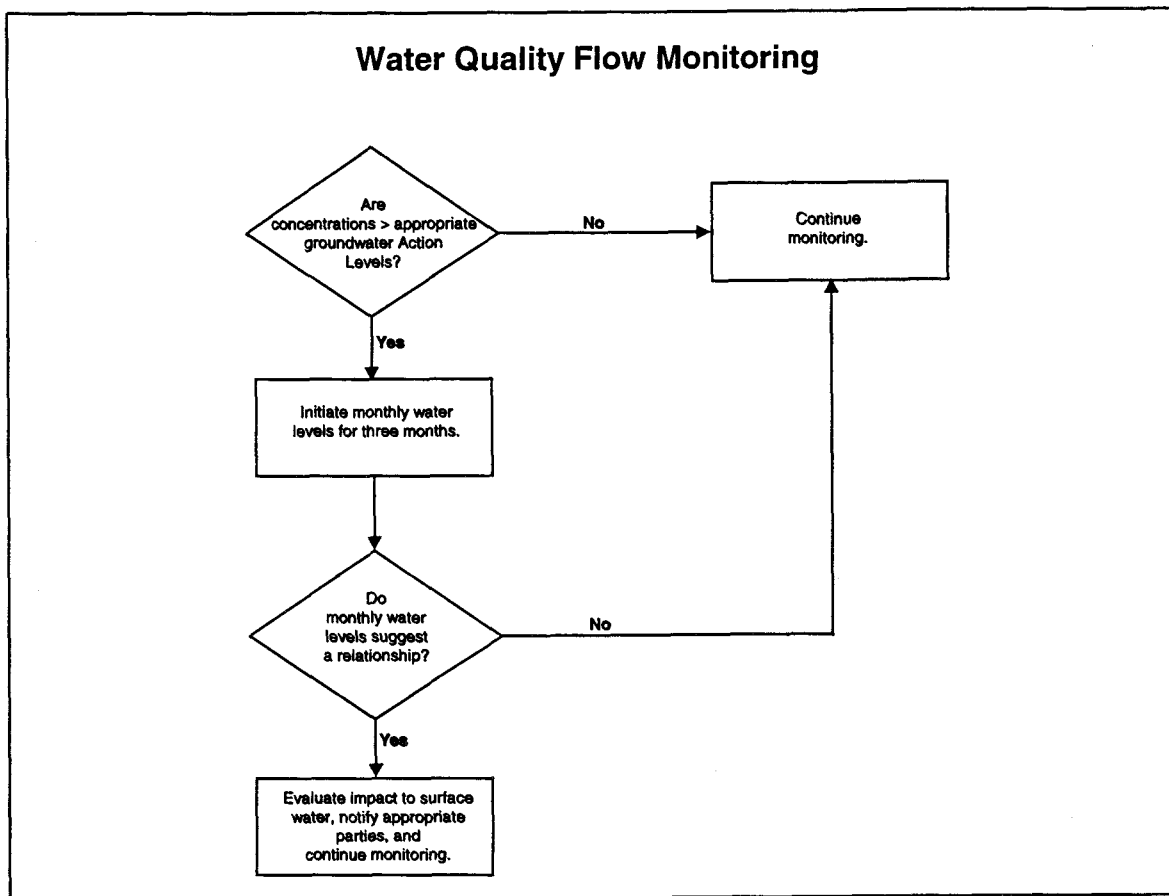 Water Quality Flow Monitoring
Are
concentrations > appropriate
groundwater Action
Levels?
No
Continue
monitoring.
Yes
Initiate monthly water
levels for three months.
Do
monthly water
levels suggest
a relationship?
No
Yes
Evaluate impact to surface
water, notify appropriate
parties, and
continue monitoring.